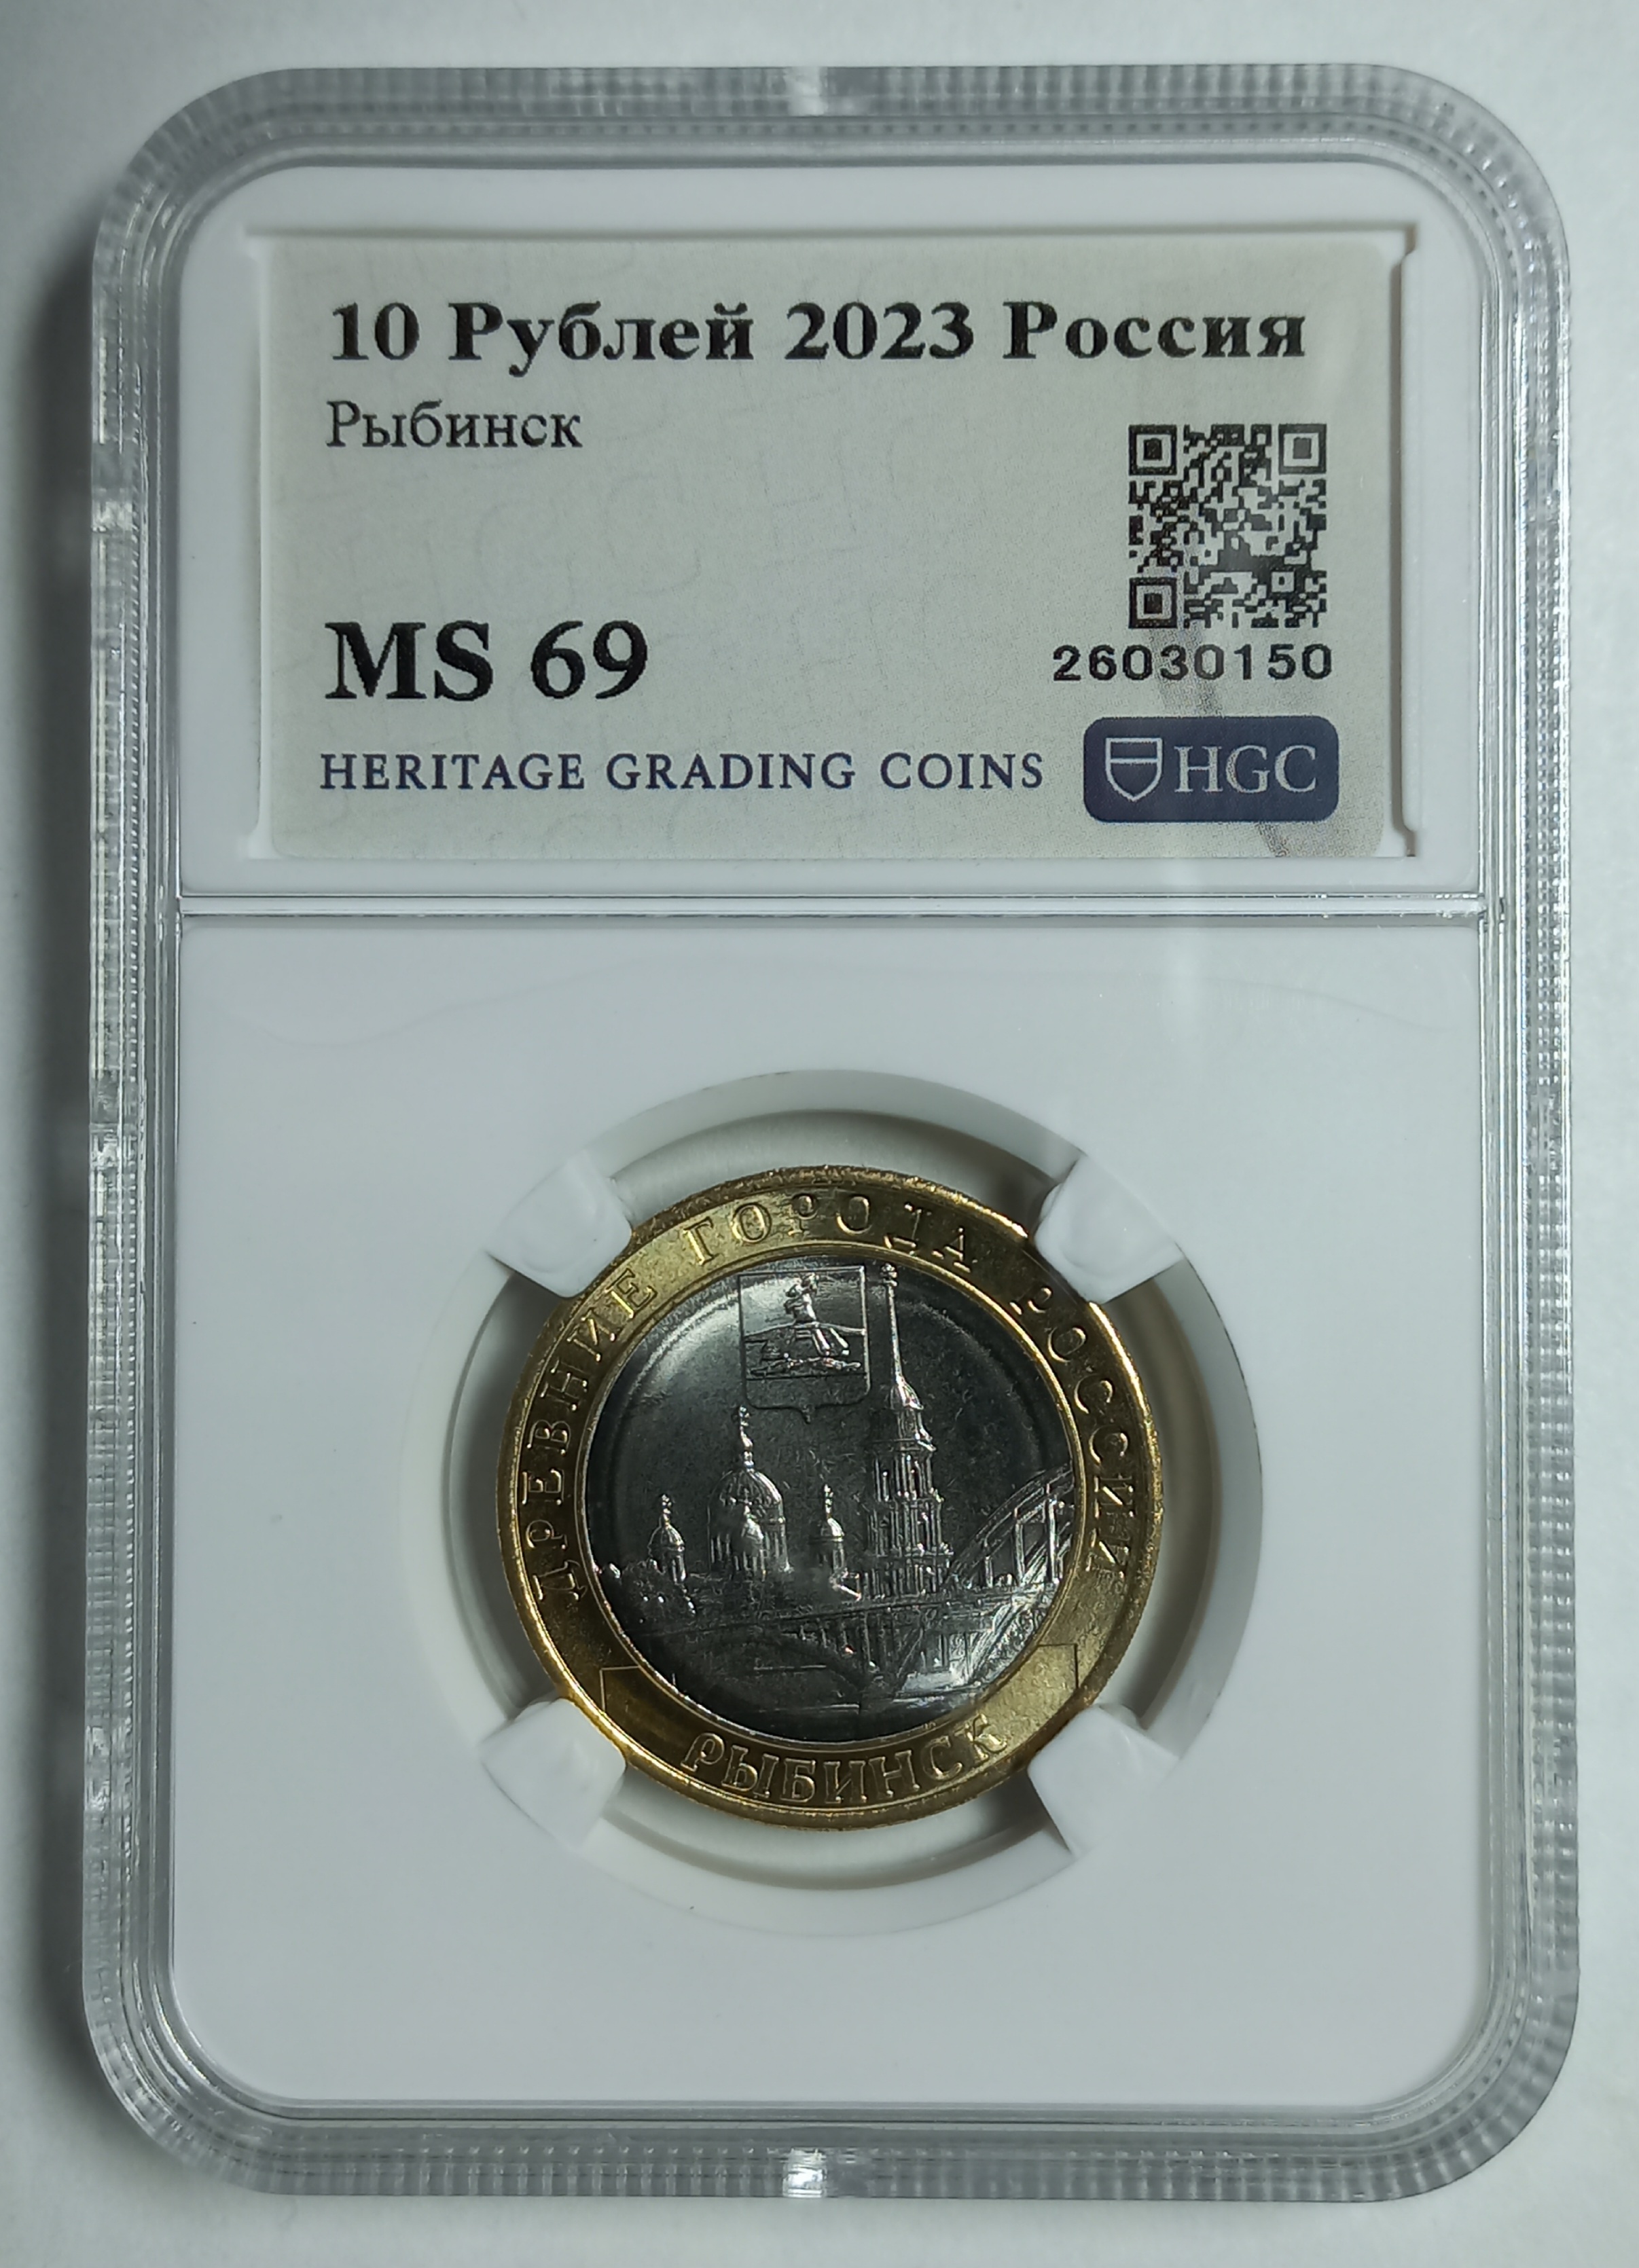 10 Рублей 2023 Россия
Рыбинск
MS 69
26030150
HERITAGE GRADING COINS
HGC
ДРЕВНИЕ ГОРОДА РОССИИ
РЫБИНСК